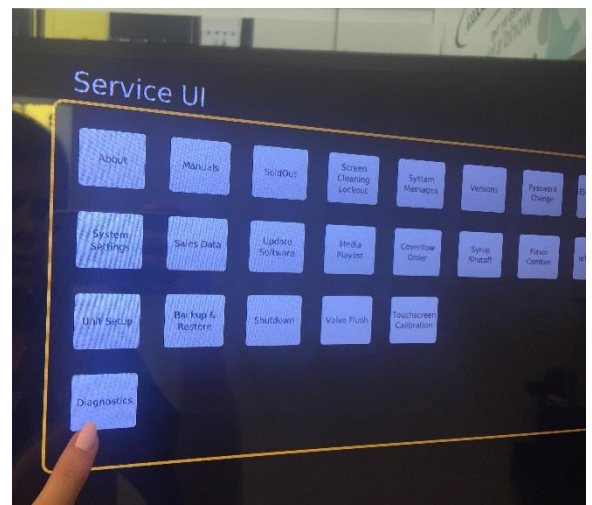 Service UI
About
Manuals
SoldOut
Screen
Cleaning
Lockout
System
Messages
Versions
Password
Change
System
Settings
Sales Data
Update
Software
Media
Playlist
Coverflow
Order
Syrup
Shutoff
Flavor
Combos
Unit Setup
Backup &
Restore
Shutdown
Valve Flush
Touchscreen
Calibration
Diagnostics